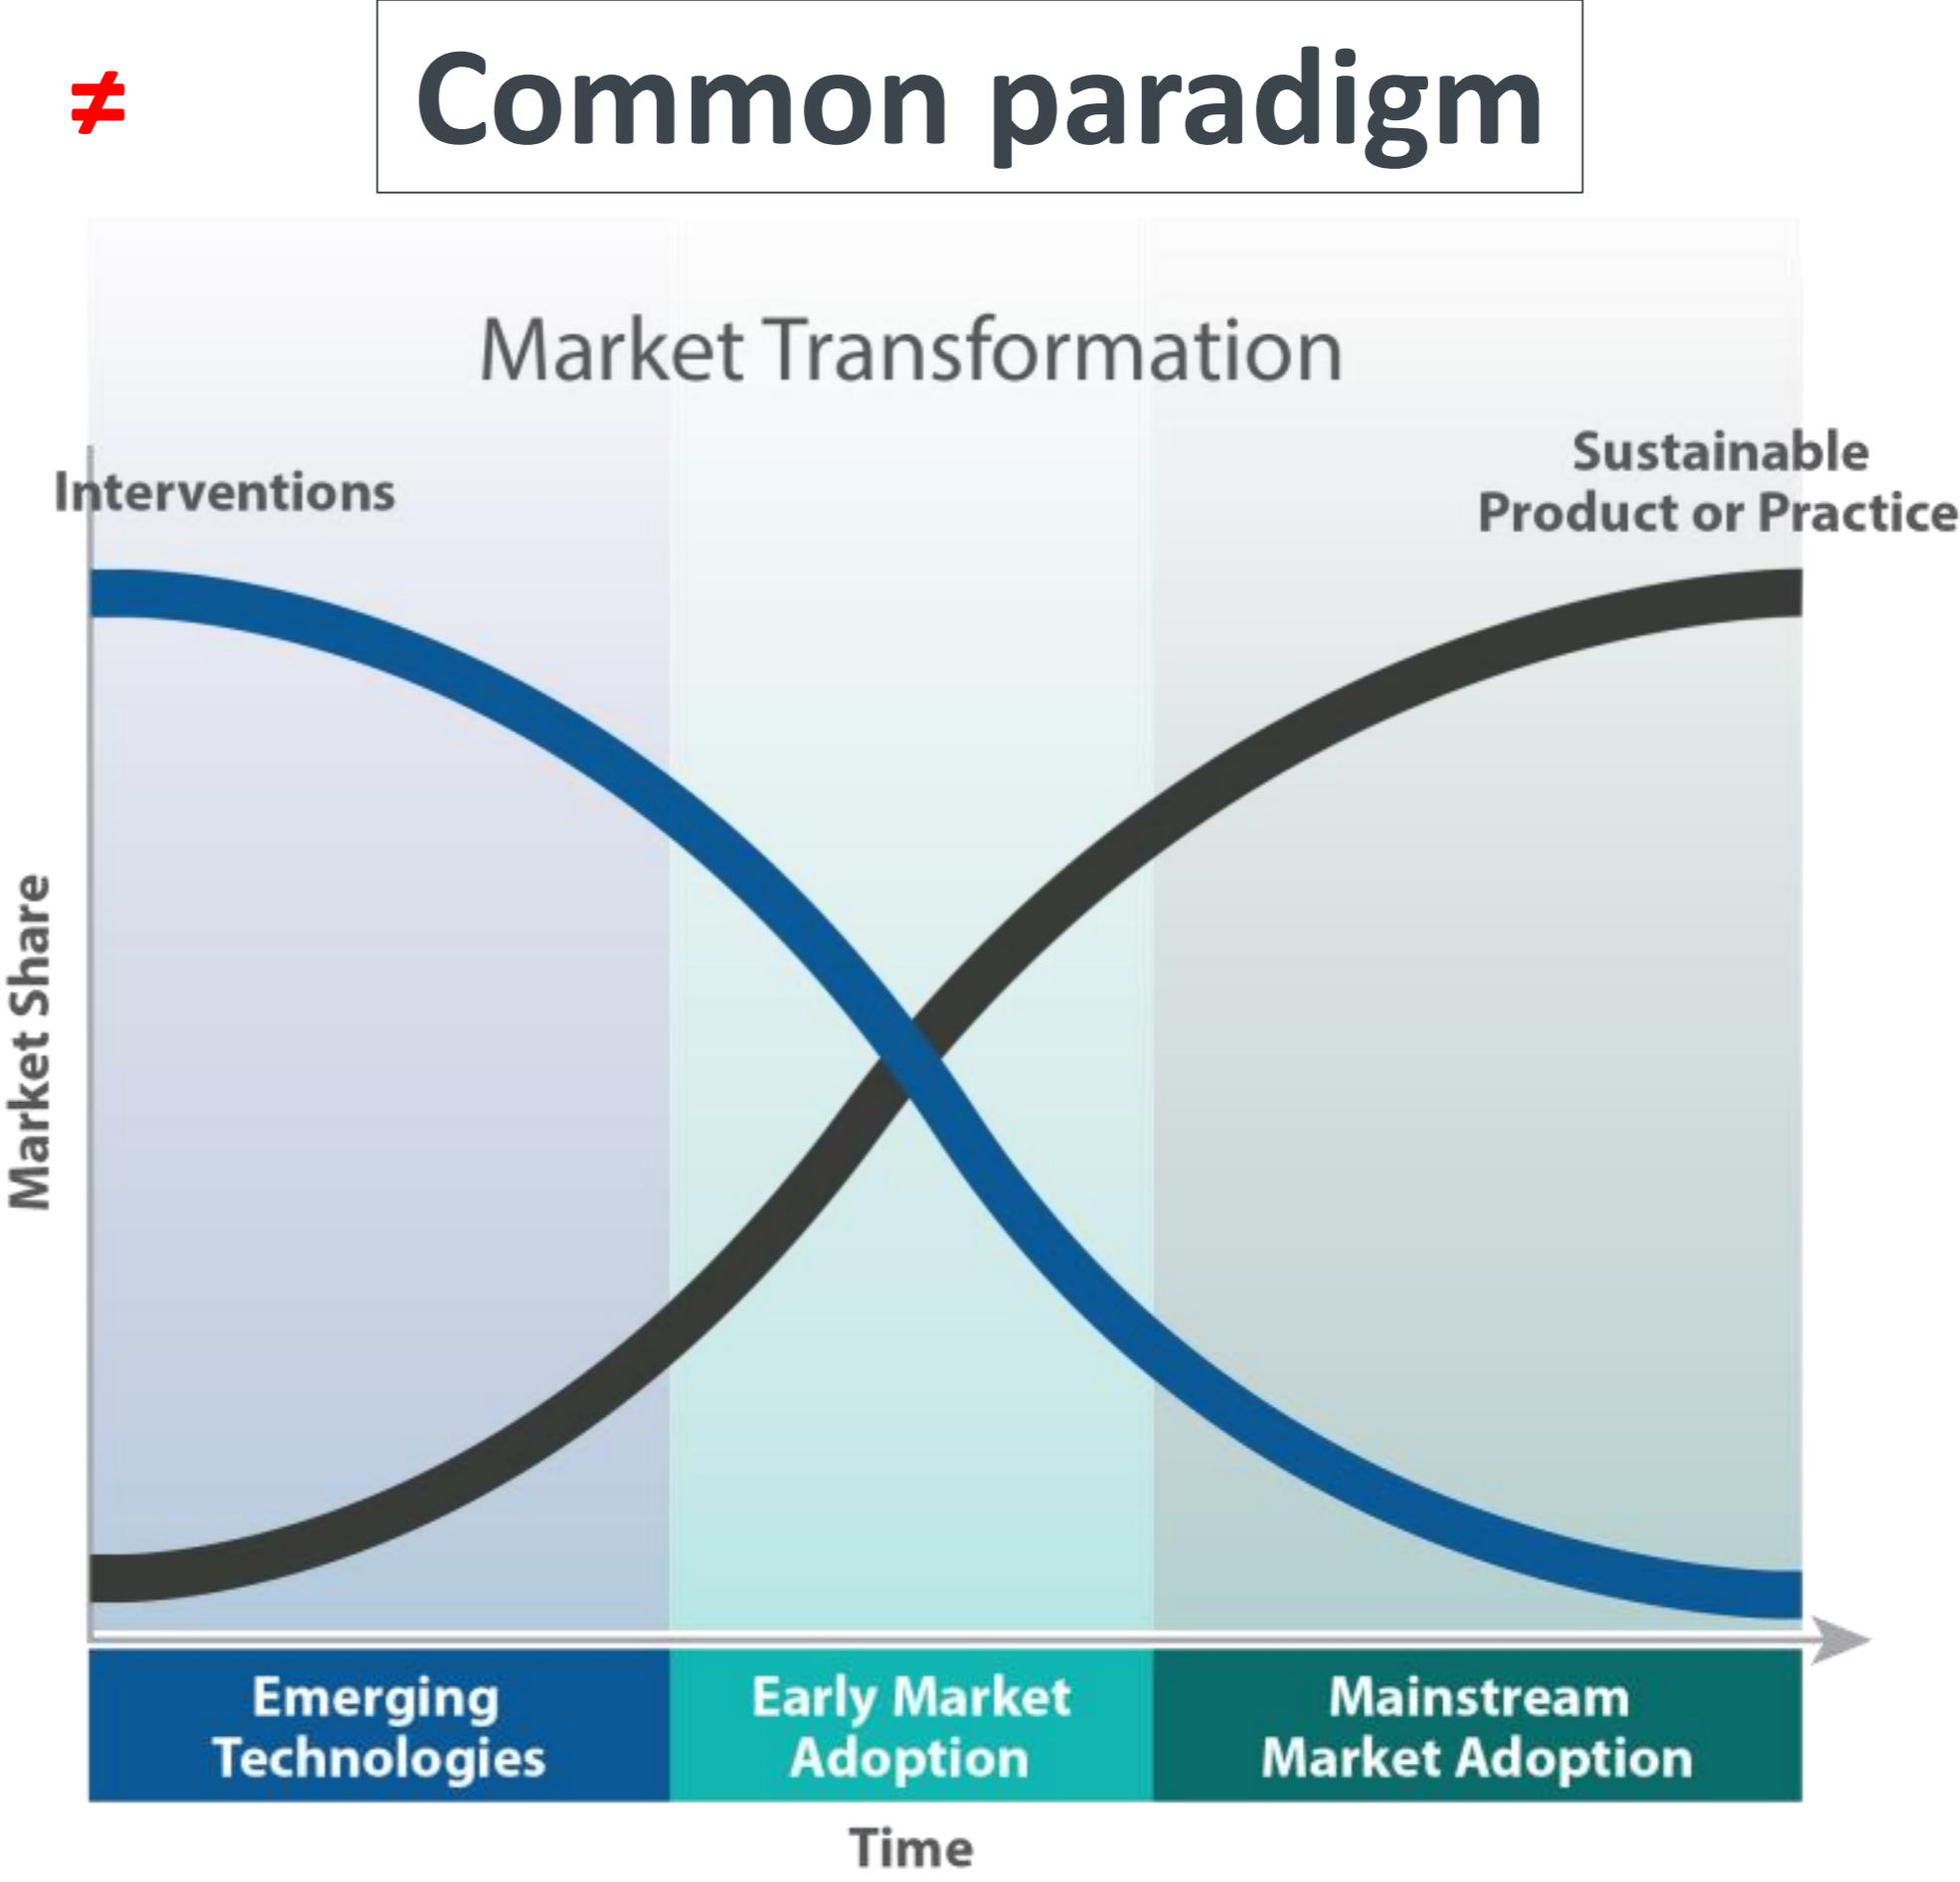 ≠
Common paradigm
Market Transformation
Interventions
Sustainable
Product or Practice
Market Share
Emerging
Technologies
Early Market
Adoption
Mainstream
Market Adoption
Time